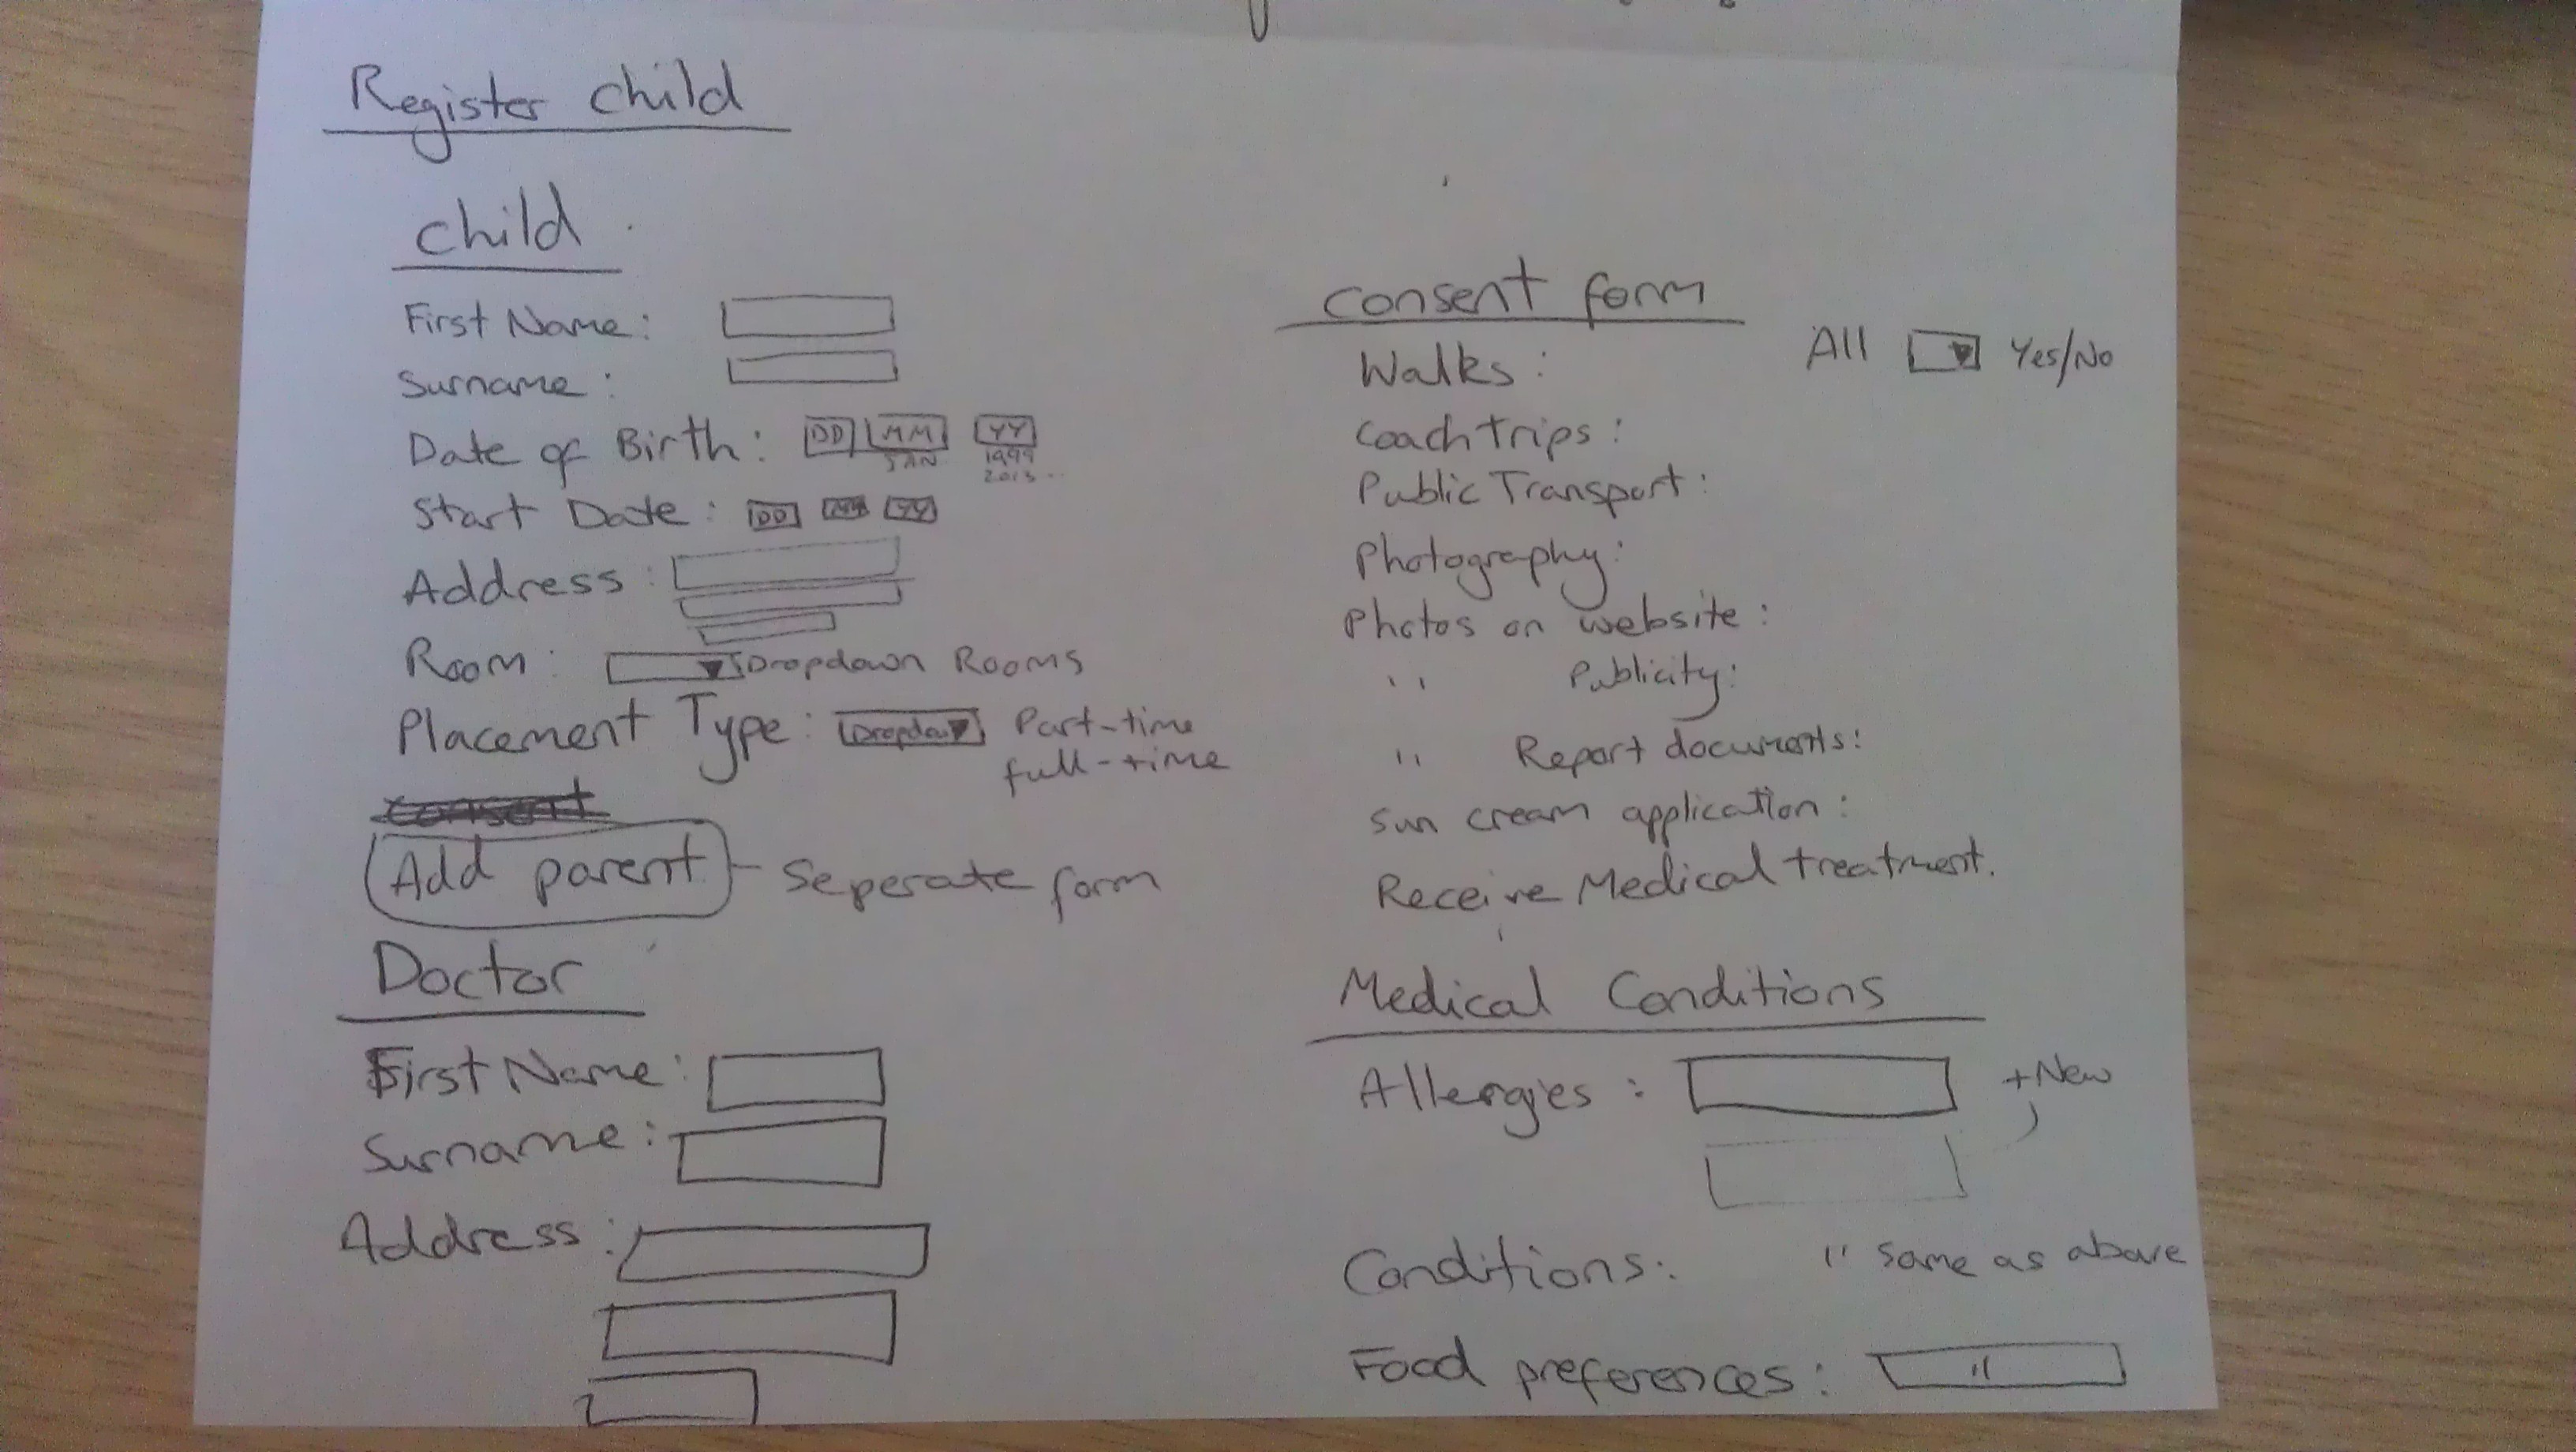 Register child
child
First Name:
Surname:
Date of Birth: DD MM YY
JAN 1999
2013...
Start Date: DD MM YY
Address:
Room: Dropdown Rooms
Placement Type: Dropdow Part-time
full-time
consent
Add parent - Seperate form
Doctor
First Name:
Surname:
Address:
consent form
All Yes/No
Walks:
Coach Trips:
Public Transport:
Photography:
Photos on website:
" Publicity:
" Report documents:
sun cream application:
Receive Medical treatment.
Medical Conditions
Allergies: +New
Conditions: " same as above
Food preferences: "